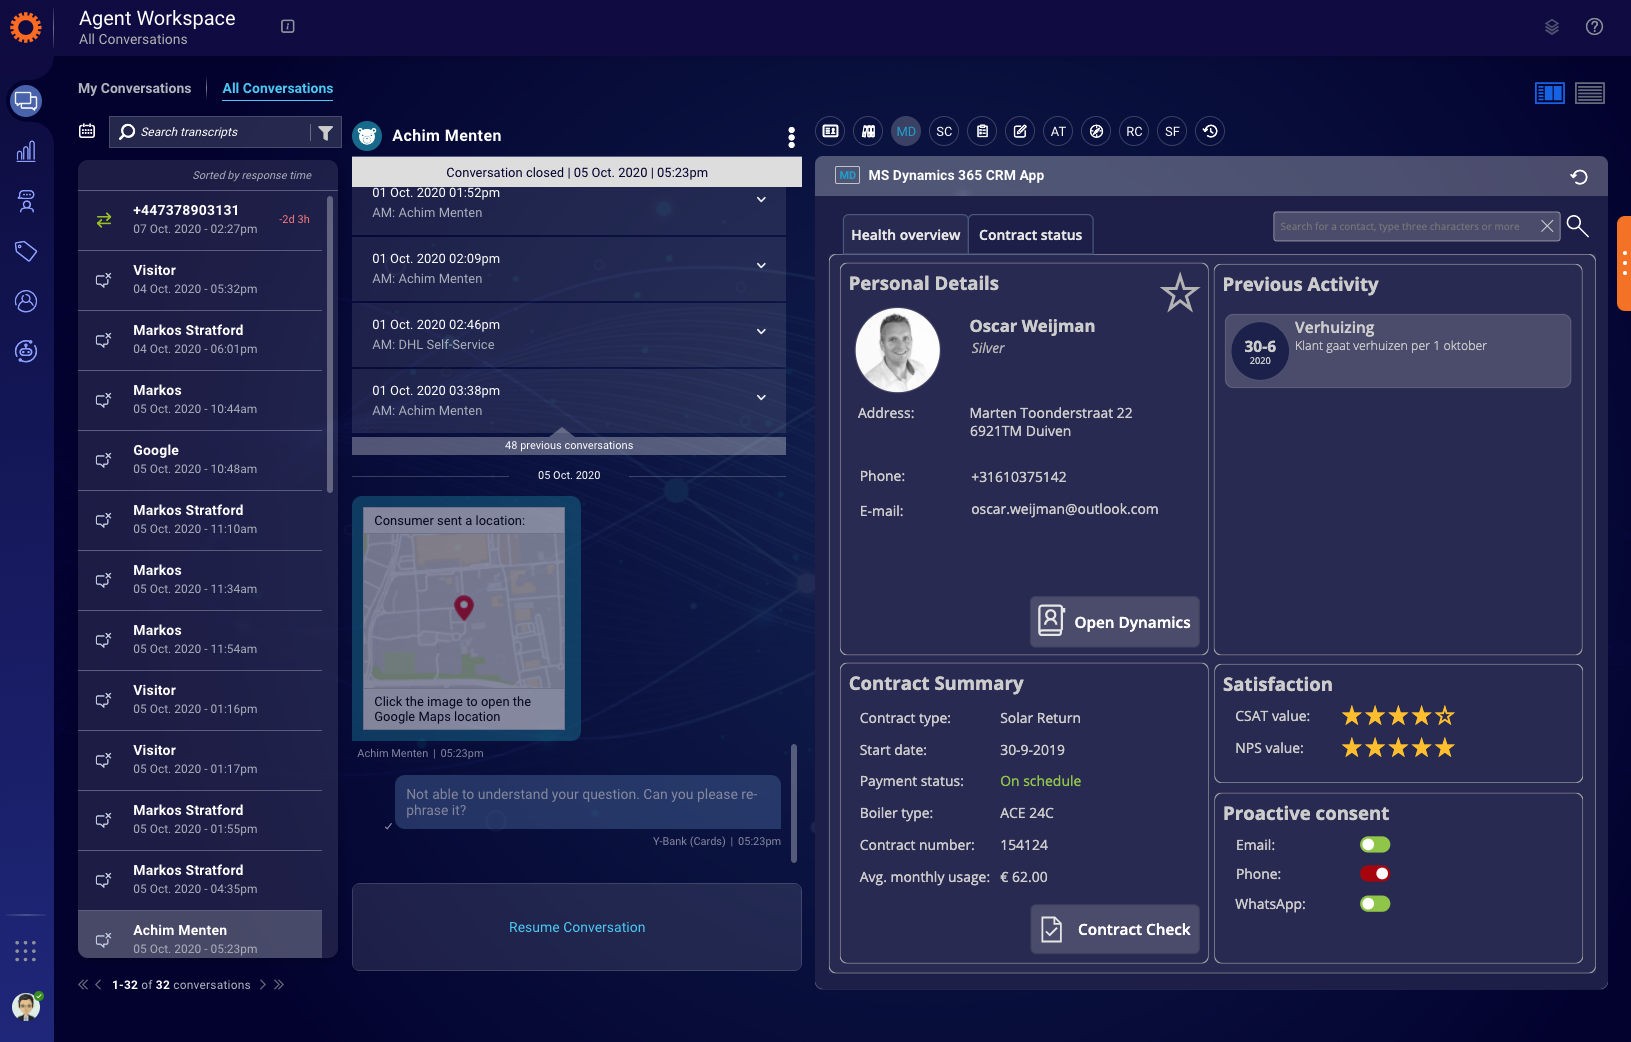 Agent Workspace
All Conversations
My Conversations
All Conversations
Search transcripts
Sorted by response time
+447378903131
07 Oct. 2020 - 02:27pm
-2d 3h
Visitor
04 Oct. 2020 - 05:32pm
Markos Stratford
04 Oct. 2020 - 06:01pm
Markos
05 Oct. 2020 - 10:44am
Google
05 Oct. 2020 - 10:48am
Markos Stratford
05 Oct. 2020 - 11:10am
Markos
05 Oct. 2020 - 11:34am
Markos
05 Oct. 2020 - 11:54am
Visitor
05 Oct. 2020 - 01:16pm
Visitor
05 Oct. 2020 - 01:17pm
Markos Stratford
05 Oct. 2020 - 01:55pm
Markos Stratford
05 Oct. 2020 - 04:35pm
Achim Menten
05 Oct. 2020 - 05:23pm
1-32 of 32 conversations
Achim Menten
Conversation closed | 05 Oct. 2020 | 05:23pm
01 Oct. 2020 01:52pm
AM: Achim Menten
01 Oct. 2020 02:09pm
AM: Achim Menten
01 Oct. 2020 02:46pm
AM: DHL Self-Service
01 Oct. 2020 03:38pm
AM: Achim Menten
48 previous conversations
05 Oct. 2020
Consumer sent a location:
Click the image to open the
Google Maps location
Achim Menten | 05:23pm
Not able to understand your question. Can you please re-
phrase it?
Y-Bank (Cards) | 05:23pm
Resume Conversation
MD SC AT RC SF
MD MS Dynamics 365 CRM App
Health overview
Contract status
Search for a contact, type three characters or more
Personal Details
Oscar Weijman
Silver
Address: Marten Toonderstraat 22
6921TM Duiven
Phone: +31610375142
E-mail: oscar.weijman@outlook.com
Open Dynamics
Previous Activity
30-6
2020
Verhuizing
Klant gaat verhuizen per 1 oktober
Contract Summary
Contract type: Solar Return
Start date: 30-9-2019
Payment status: On schedule
Boiler type: ACE 24C
Contract number: 154124
Avg. monthly usage: € 62.00
Contract Check
Satisfaction
CSAT value:
NPS value:
Proactive consent
Email:
Phone:
WhatsApp: